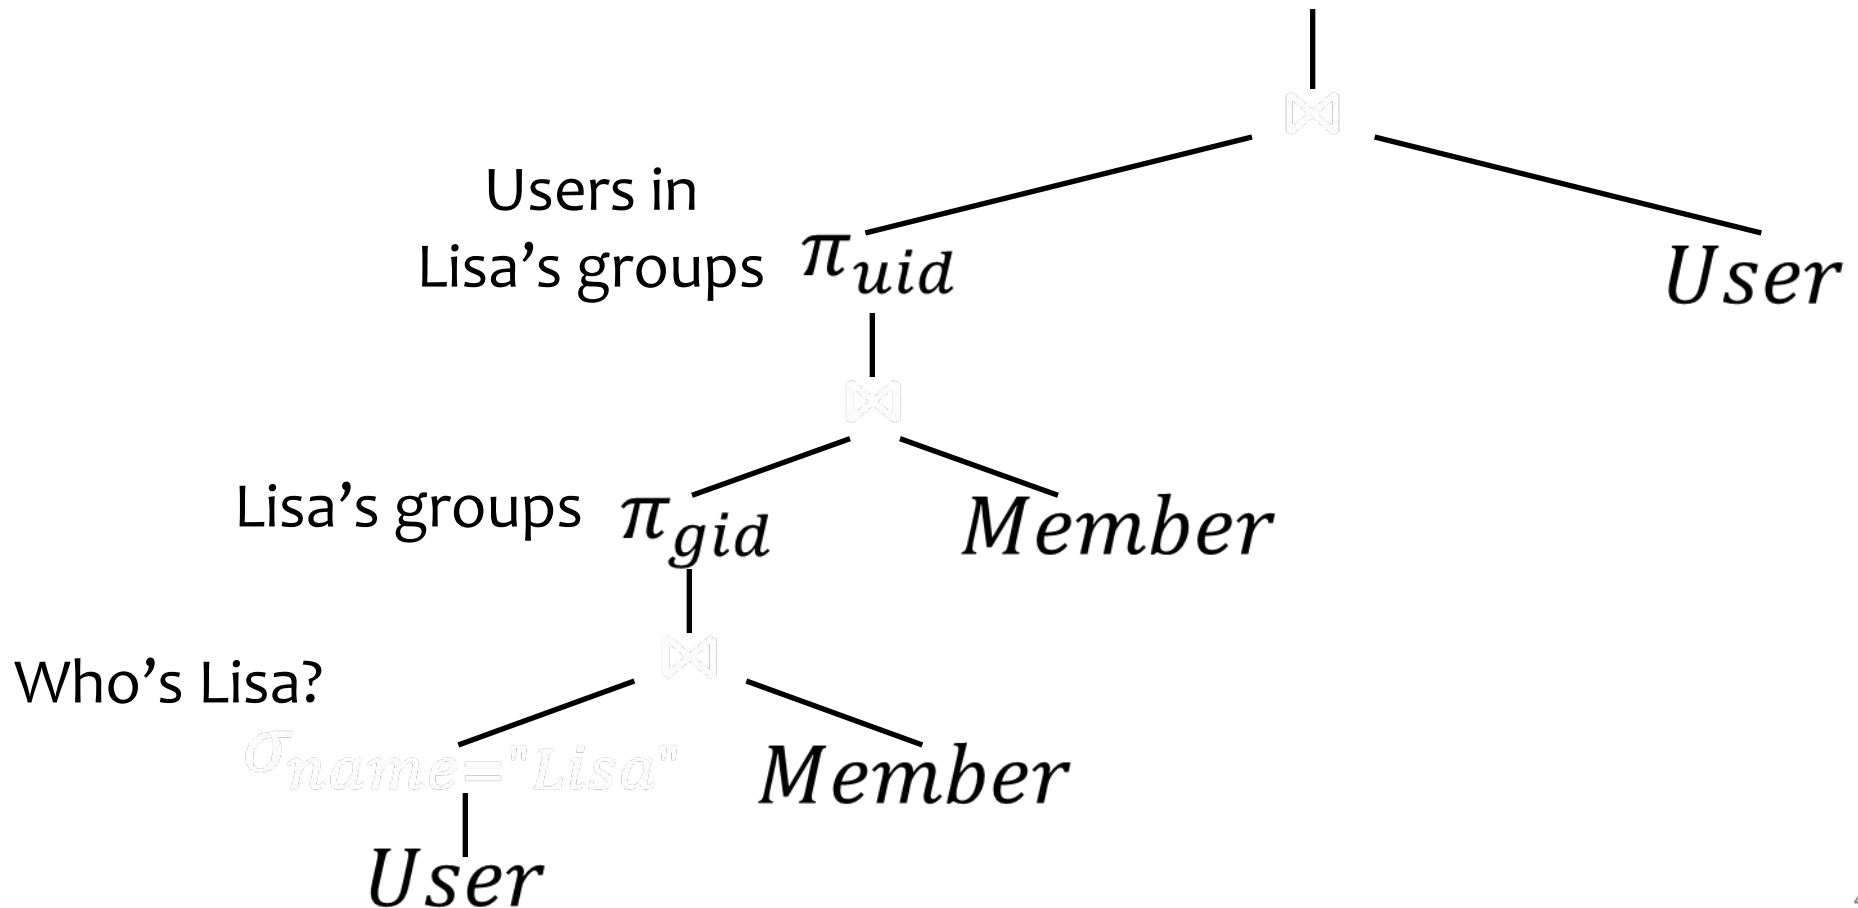 ⋈
Users in
Lisa’s groups π_uid User
⋈
Lisa’s groups π_gid Member
⋈
Who’s Lisa?
σ_name="Lisa" Member
User